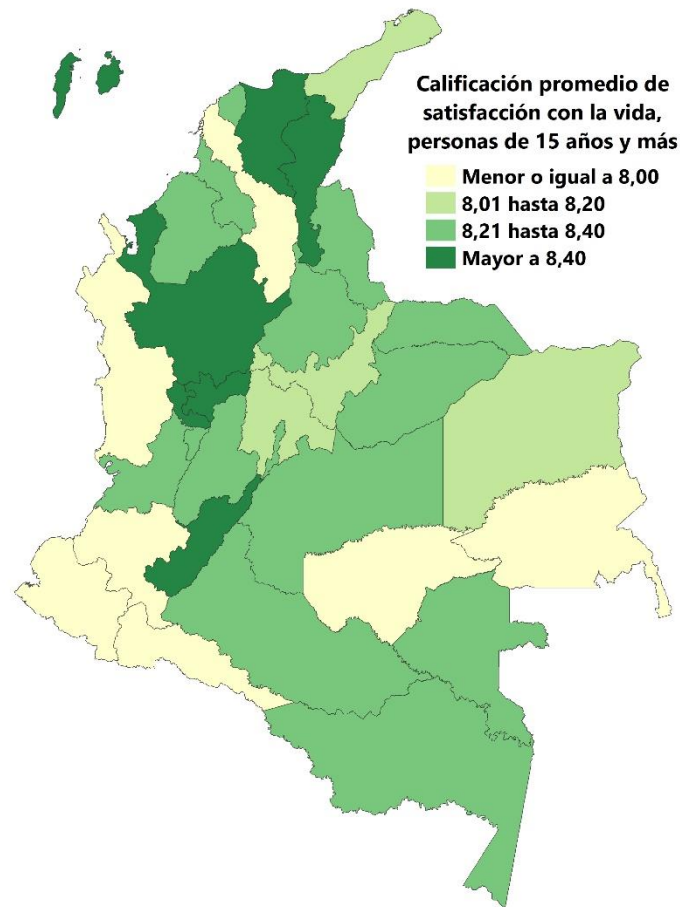 Calificación promedio de
satisfacción con la vida,
personas de 15 años y más
Menor o igual a 8,00
8,01 hasta 8,20
8,21 hasta 8,40
Mayor a 8,40